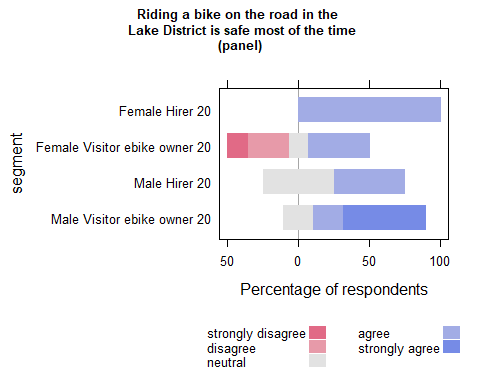 Riding a bike on the road in the
Lake District is safe most of the time
(panel)
segment
Female Hirer 20
Female Visitor ebike owner 20
Male Hirer 20
Male Visitor ebike owner 20
50 0 50 100
Percentage of respondents
strongly disagree
disagree
neutral
agree
strongly agree